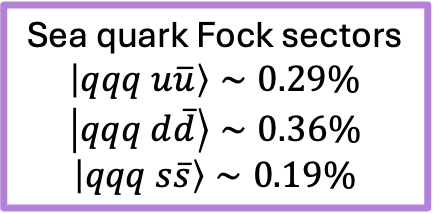 Sea quark Fock sectors
|qqq uū⟩ ~ 0.29%
|qqq dd̄⟩ ~ 0.36%
|qqq ss̄⟩ ~ 0.19%